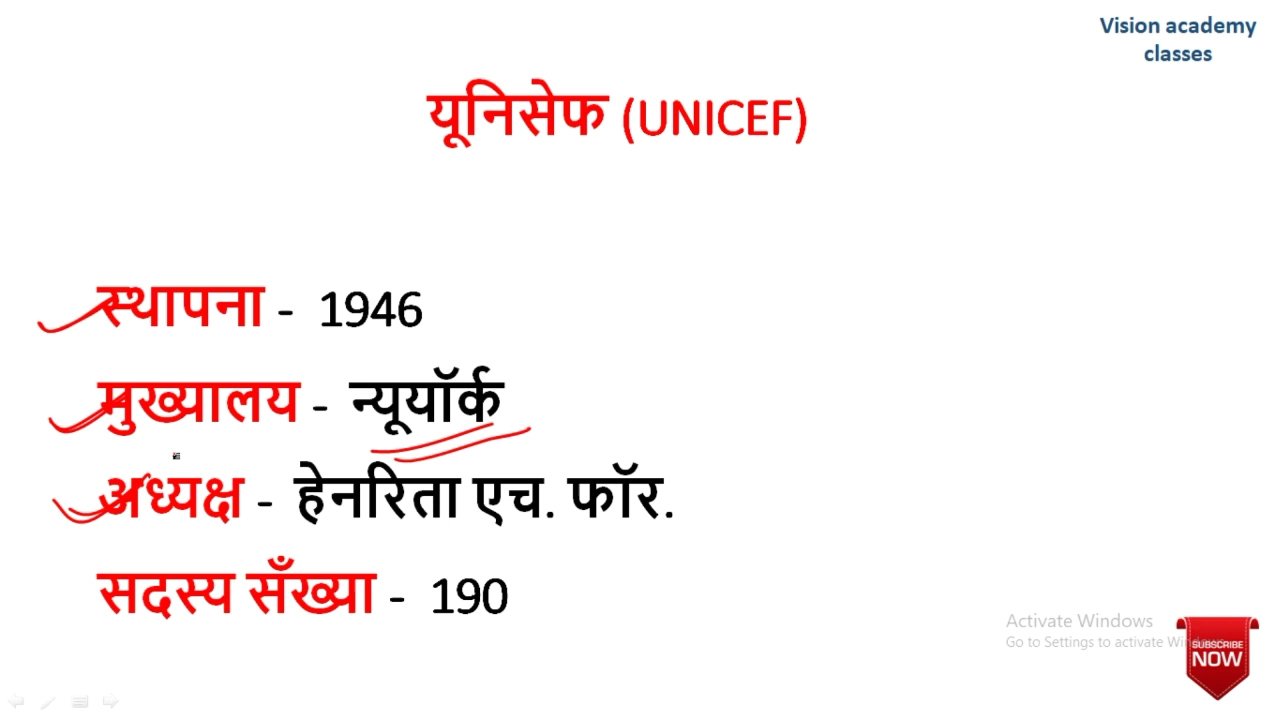 Vision academy
classes
यूनिसेफ (UNICEF)
स्थापना - 1946
मुख्यालय - न्यूयॉर्क
अध्यक्ष - हेनरिता एच. फॉर.
सदस्य सँख्या - 190
Activate Windows
Go to Settings to activate Windows.
SUBSCRIBE
NOW